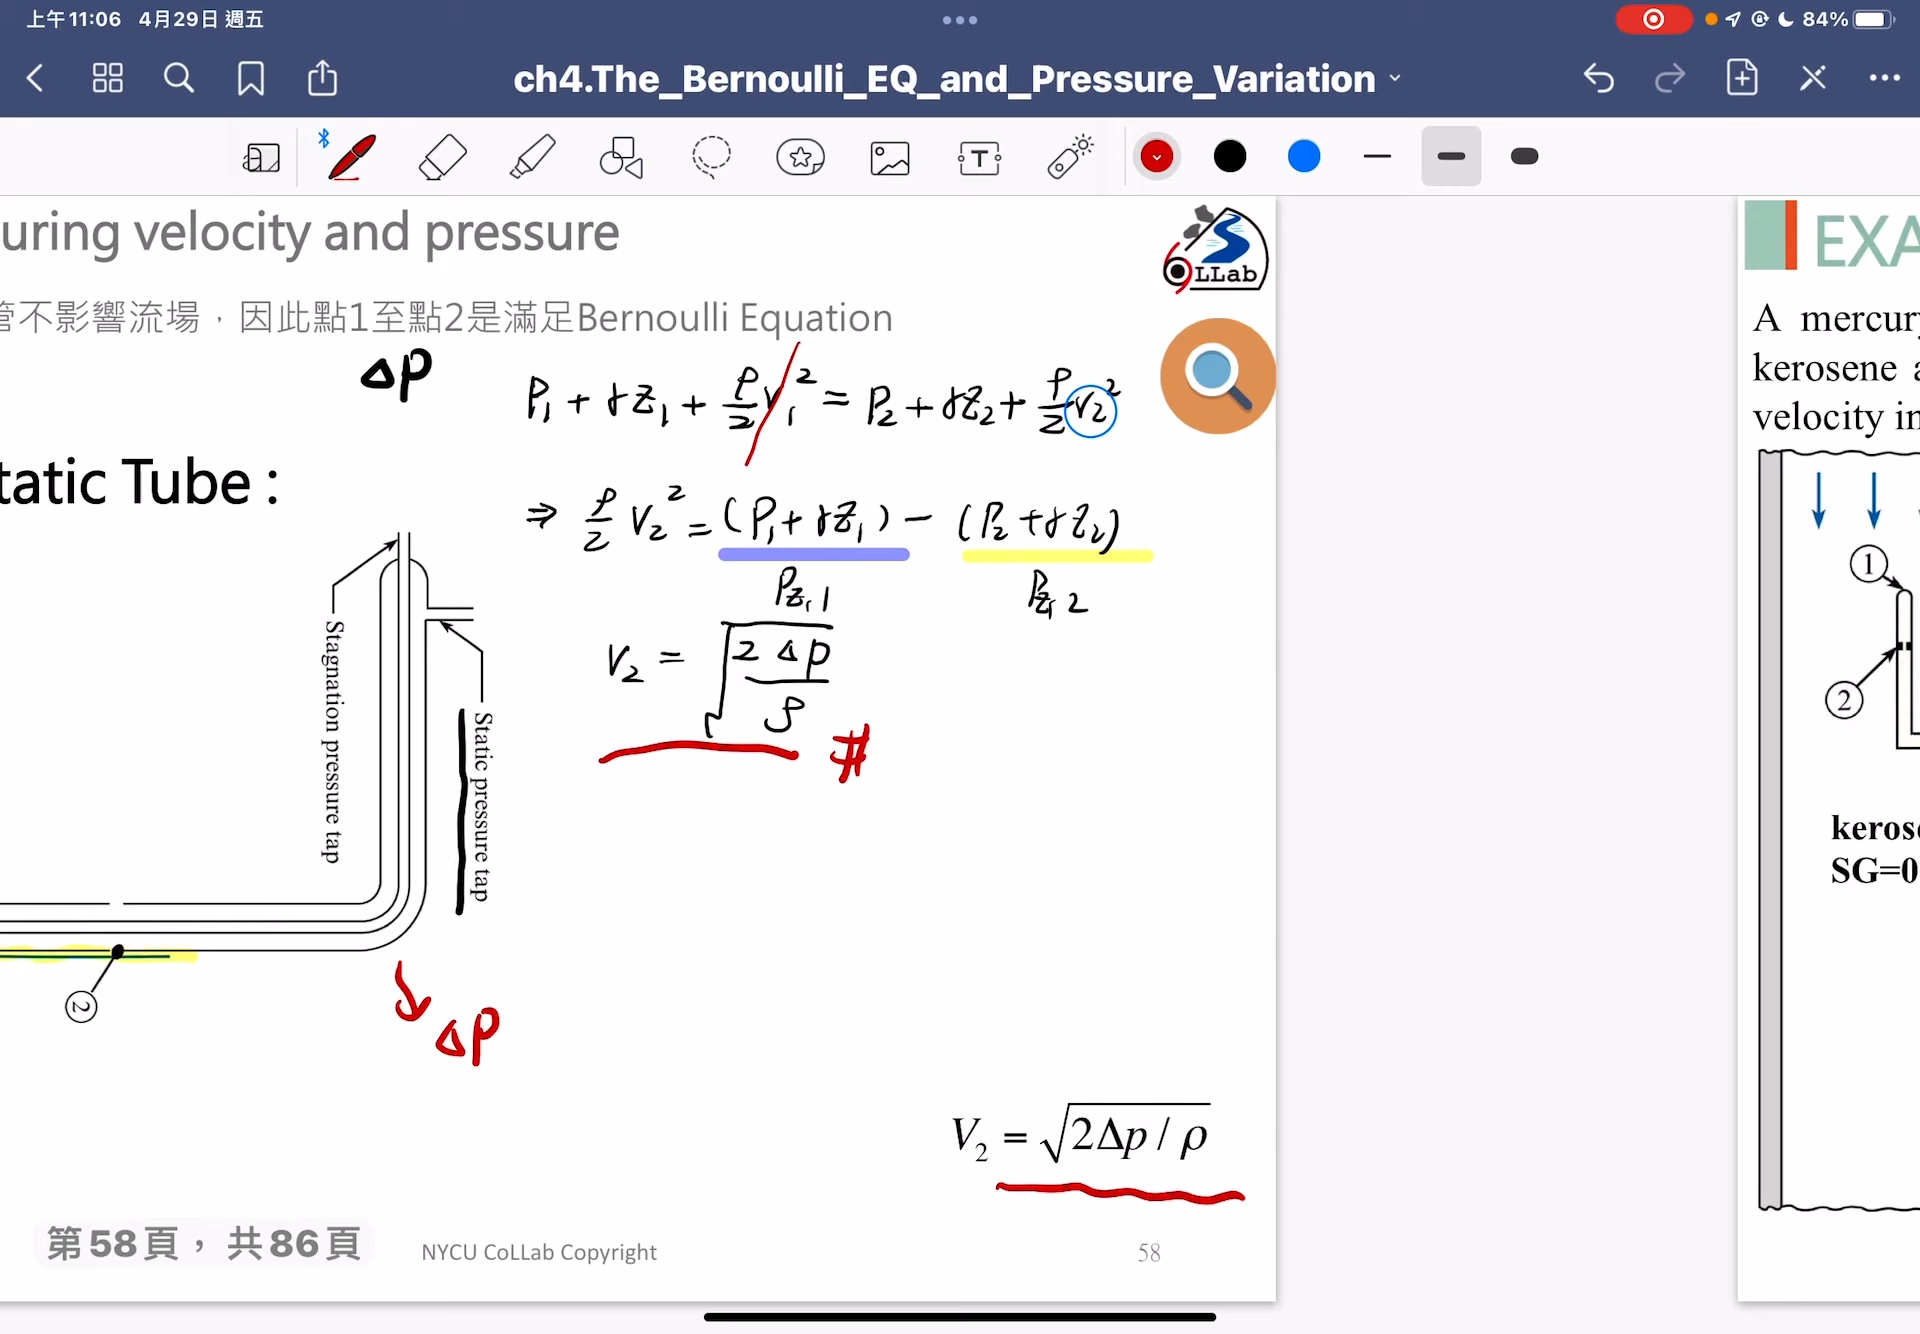 上午11:06 4月29日 週五
84%
ch4.The_Bernoulli_EQ_and_Pressure_Variation
uring velocity and pressure
管不影響流場，因此點1至點2是滿足Bernoulli Equation
ΔP
P₁ + γZ₁ + ρ/2 V₁² = P₂ + γZ₂ + ρ/2 V₂²
tatic Tube :
⇒ ρ/2 V₂² = (P₁ + γZ₁) - (P₂ + γZ₂)
Pz,1
Pz,2
V₂ = √(2ΔP/ρ)
#
Stagnation pressure tap
Static pressure tap
2
ΔP
V₂ = √2Δp / ρ
第58頁， 共86頁
NYCU CoLLab Copyright
58
LLab
EXA
A mercury
kerosene a
velocity in
1
2
keros
SG=0